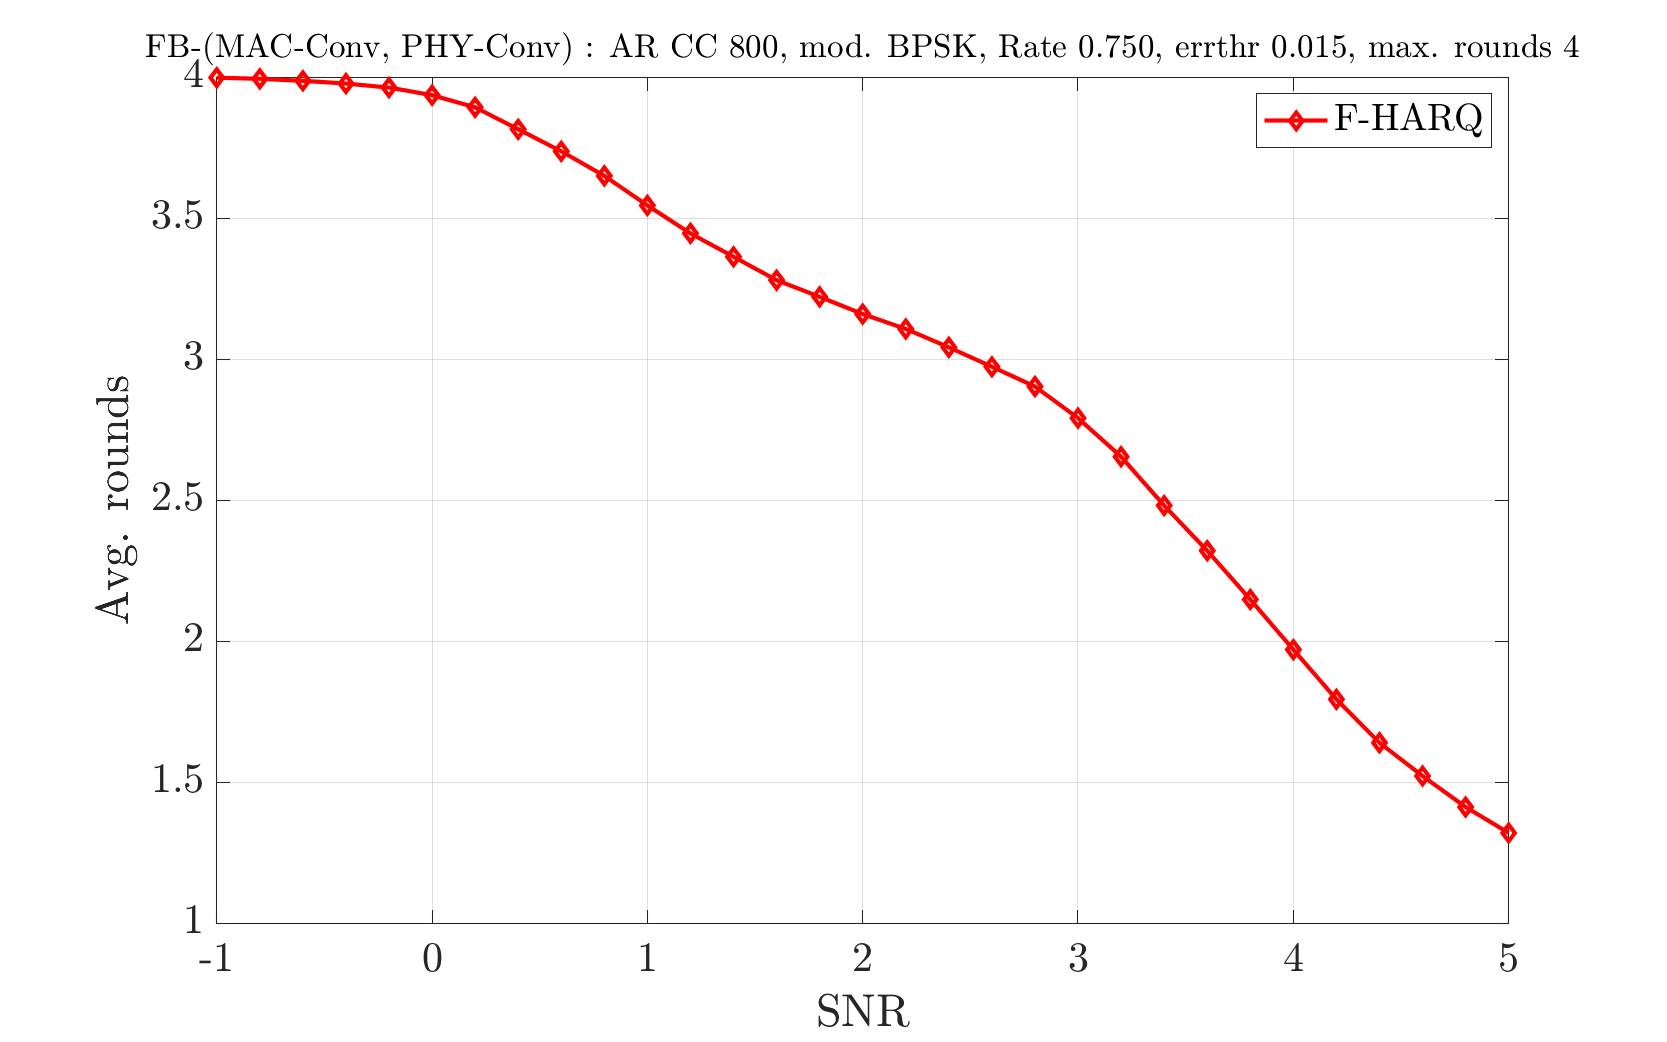 FB-(MAC-Conv, PHY-Conv) : AR CC 800, mod. BPSK, Rate 0.750, errthr 0.015, max. rounds 4
F-HARQ
4
3.5
3
2.5
2
1.5
1
Avg. rounds
-1 0 1 2 3 4 5
SNR